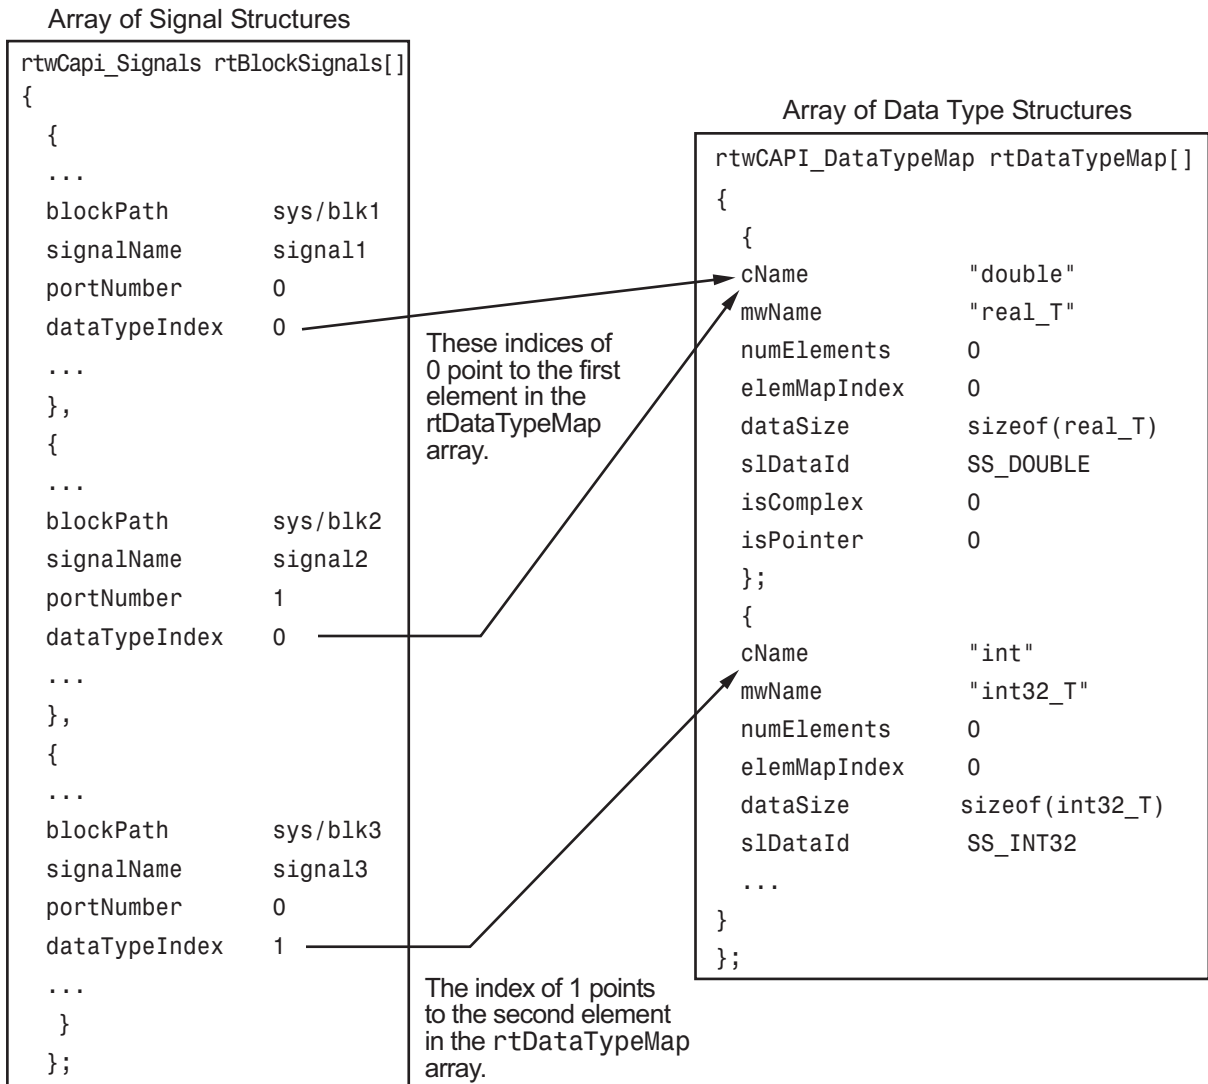 Array of Signal Structures
rtwCapi_Signals rtBlockSignals[]
{
{
...
blockPath sys/blk1
signalName signal1
portNumber 0
dataTypeIndex 0
...
},
{
...
blockPath sys/blk2
signalName signal2
portNumber 1
dataTypeIndex 0
...
},
{
...
blockPath sys/blk3
signalName signal3
portNumber 0
dataTypeIndex 1
...
}
};
These indices of
0 point to the first
element in the
rtDataTypeMap
array.
The index of 1 points
to the second element
in the rtDataTypeMap
array.
Array of Data Type Structures
rtwCAPI_DataTypeMap rtDataTypeMap[]
{
{
cName "double"
mwName "real_T"
numElements 0
elemMapIndex 0
dataSize sizeof(real_T)
slDataId SS_DOUBLE
isComplex 0
isPointer 0
};
{
cName "int"
mwName "int32_T"
numElements 0
elemMapIndex 0
dataSize sizeof(int32_T)
slDataId SS_INT32
...
}
};